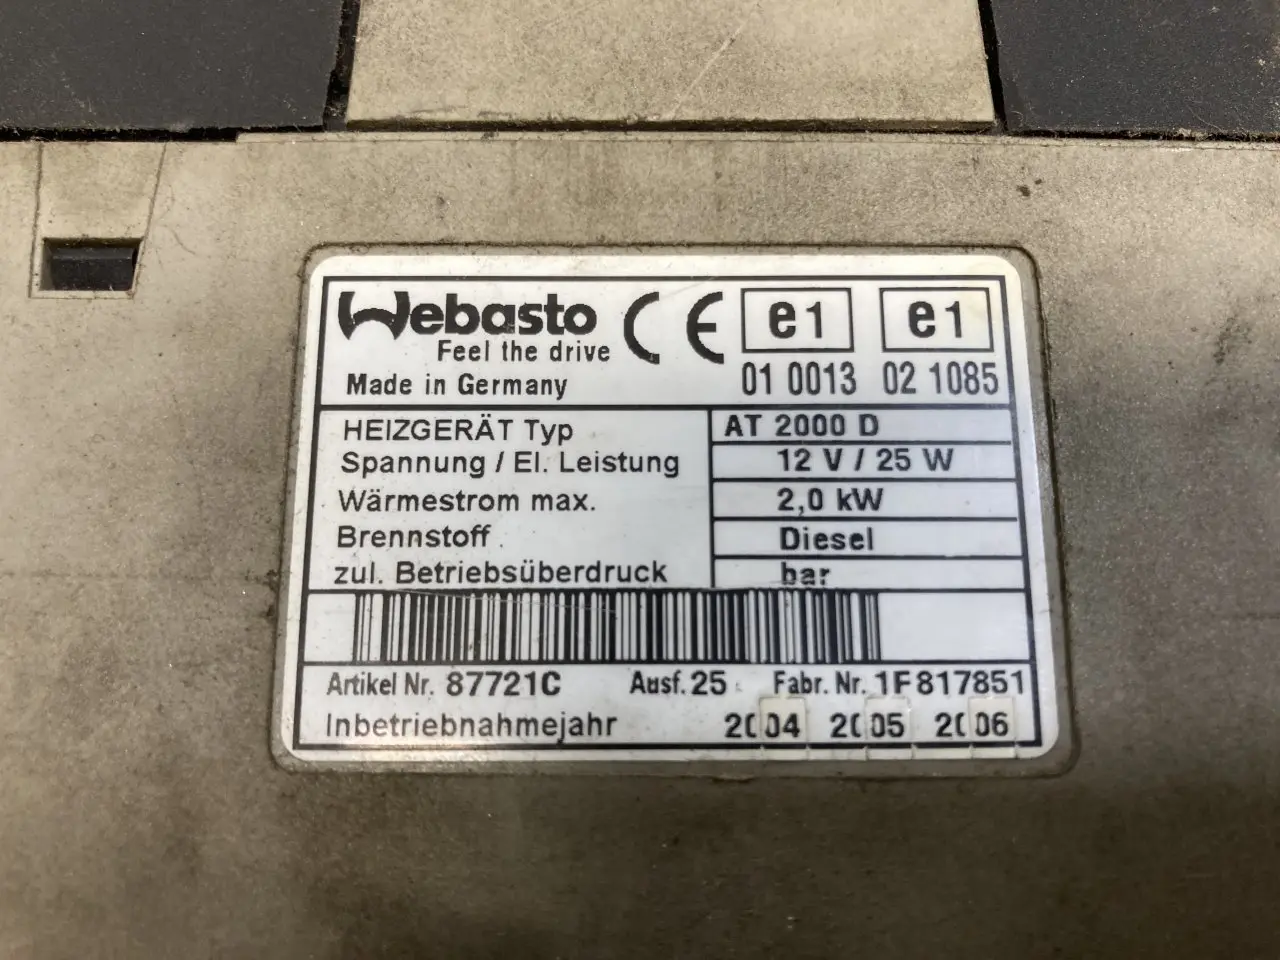 Webasto CE e1 e1
Feel the drive
Made in Germany 01 0013 02 1085
HEIZGERÄT Typ AT 2000 D
Spannung / El. Leistung 12 V / 25 W
Wärmestrom max. 2,0 kW
Brennstoff Diesel
zul. Betriebsüberdruck bar
Artikel Nr. 87721C Ausf. 25 Fabr. Nr. 1F817851
Inbetriebnahmejahr 2004 2005 2006